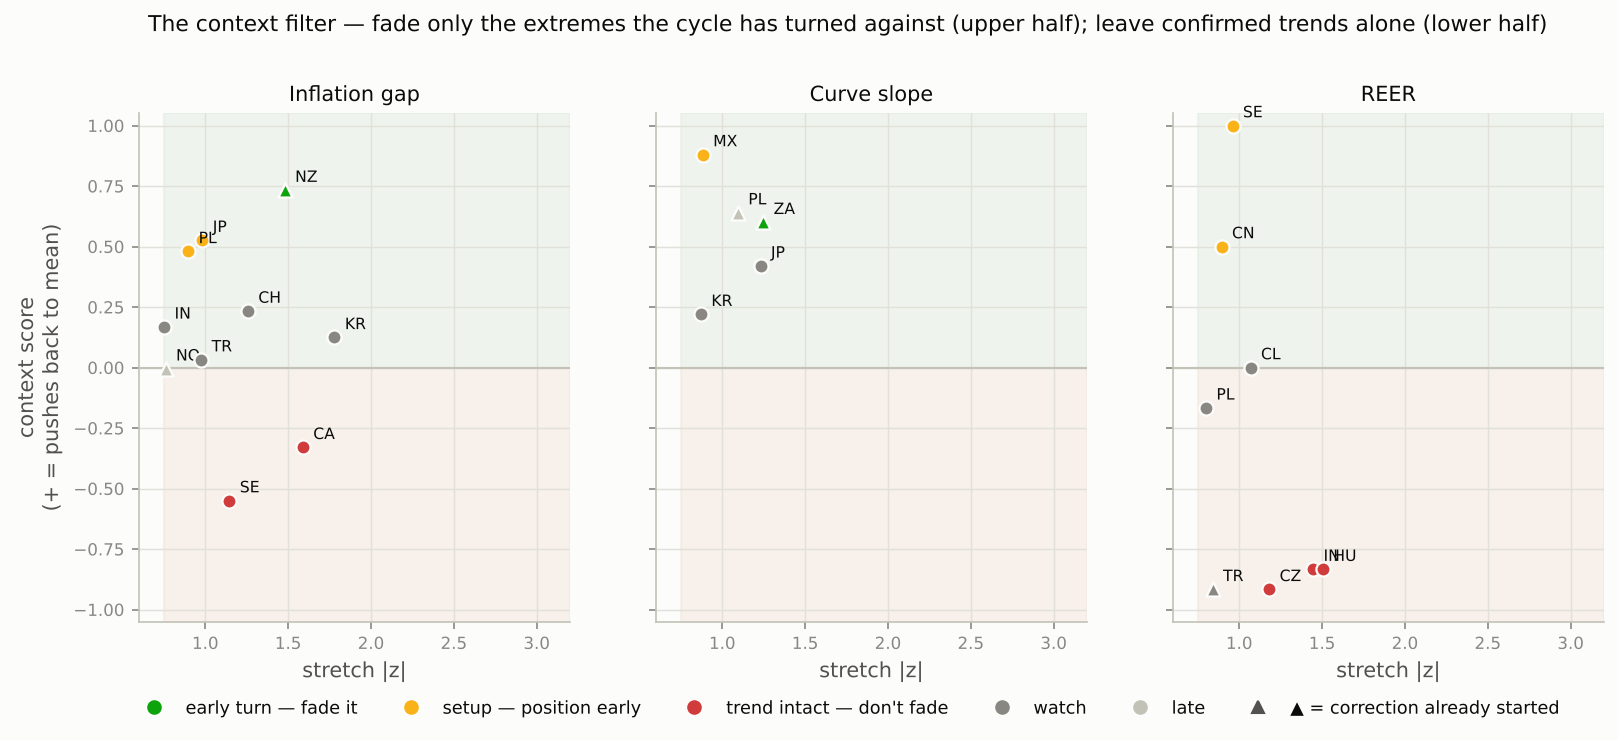 The context filter — fade only the extremes the cycle has turned against (upper half); leave confirmed trends alone (lower half)
Inflation gap
Curve slope
REER
context score
(+ = pushes back to mean)
1.00
0.75
0.50
0.25
0.00
−0.25
−0.50
−0.75
−1.00
NZ
JP
PL
CH
IN
KR
TR
NO
CA
SE
1.0 1.5 2.0 2.5 3.0
stretch |z|
MX
PL
ZA
JP
KR
1.0 1.5 2.0 2.5 3.0
stretch |z|
SE
CN
CL
PL
IN
HU
TR
CZ
1.0 1.5 2.0 2.5 3.0
stretch |z|
early turn — fade it
setup — position early
trend intact — don't fade
watch
late
▲ = correction already started